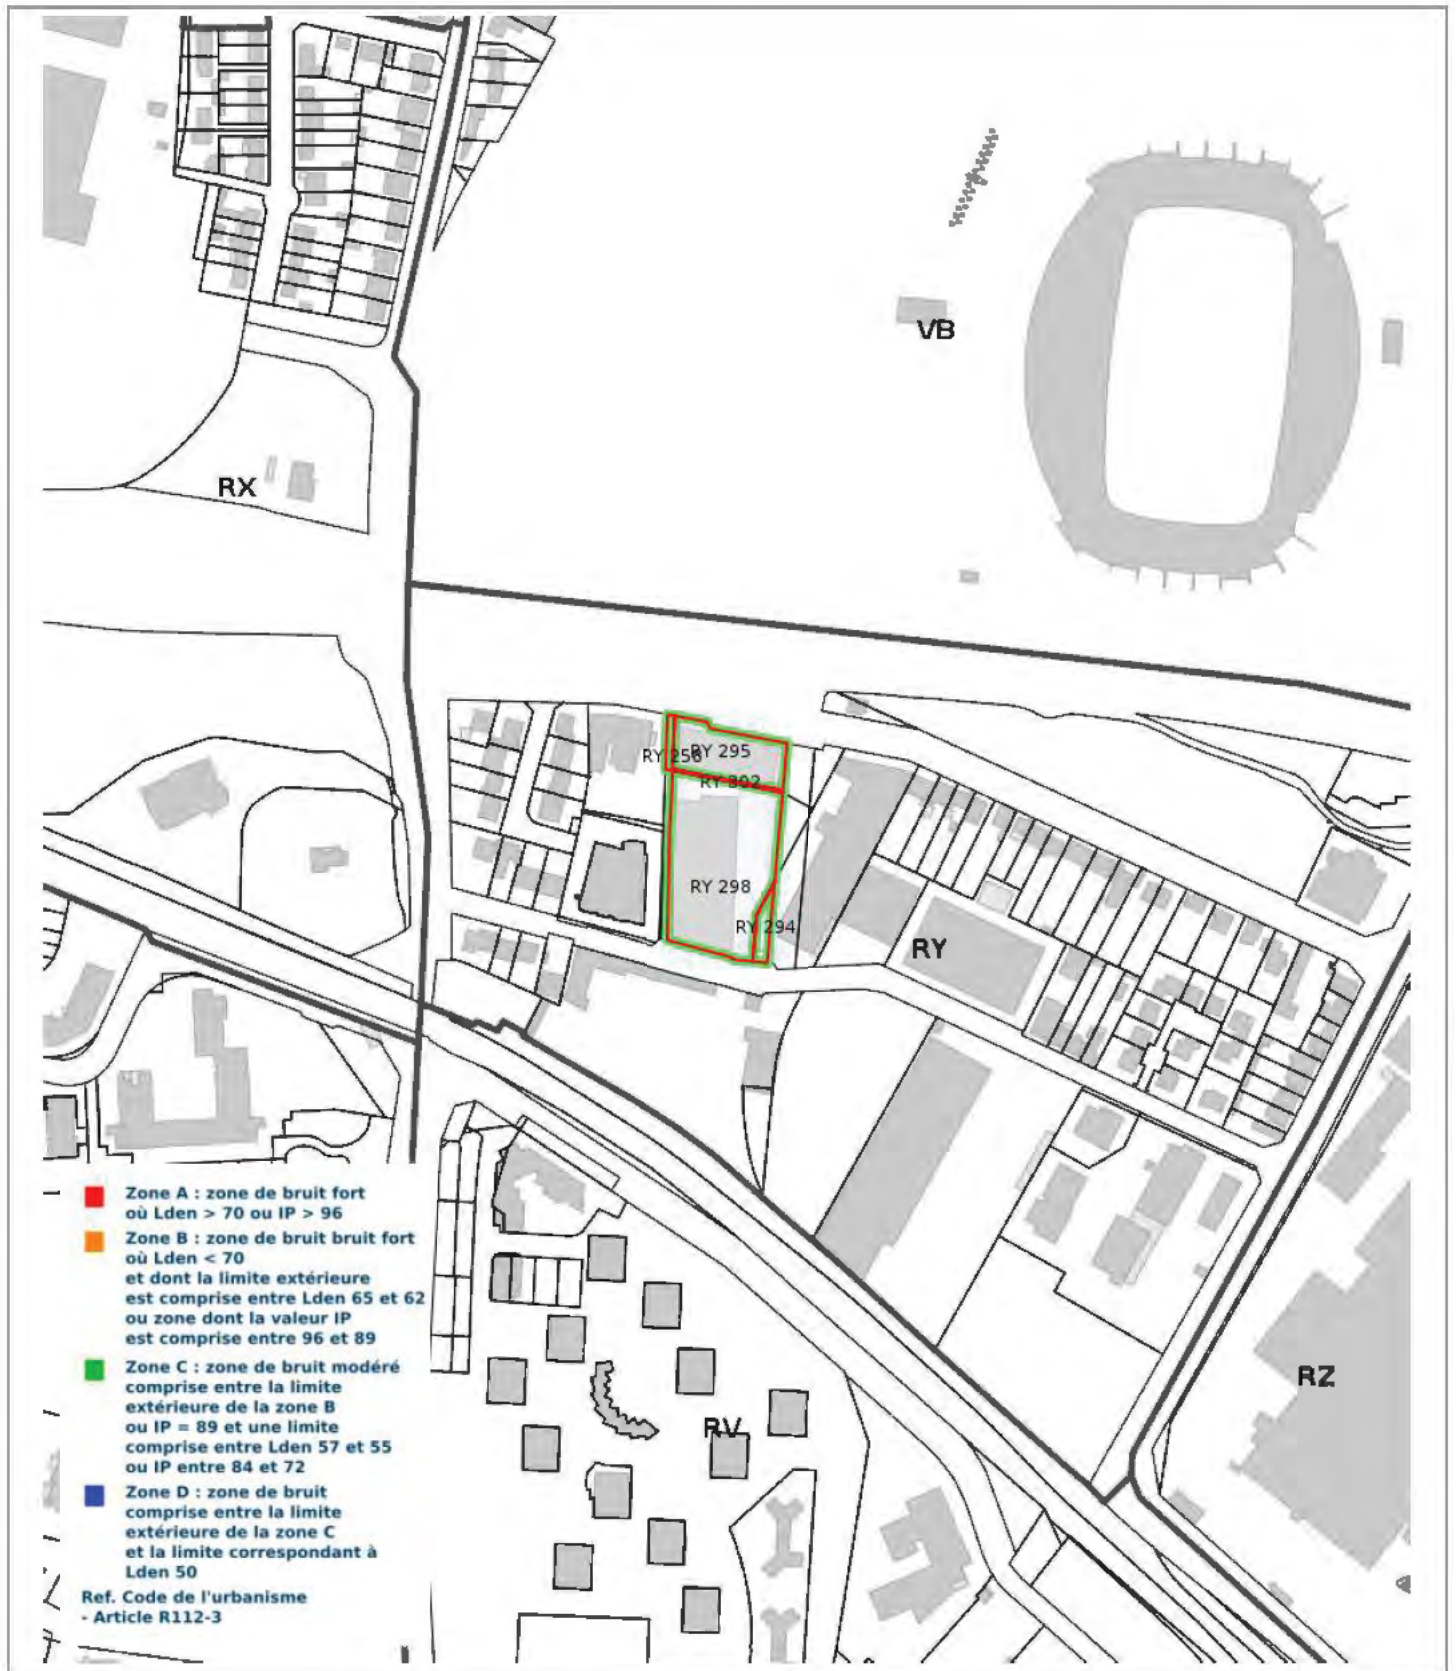 VB
RX
RY 256
RY 295
RY 302
RY 298
RY 294
RY
RZ
RV
Zone A : zone de bruit fort
où Lden > 70 ou IP > 96
Zone B : zone de bruit bruit fort
où Lden < 70
et dont la limite extérieure
est comprise entre Lden 65 et 62
ou zone dont la valeur IP
est comprise entre 96 et 89
Zone C : zone de bruit modéré
comprise entre la limite
extérieure de la zone B
ou IP = 89 et une limite
comprise entre Lden 57 et 55
ou IP entre 84 et 72
Zone D : zone de bruit
comprise entre la limite
extérieure de la zone C
et la limite correspondant à
Lden 50
Ref. Code de l'urbanisme
- Article R112-3